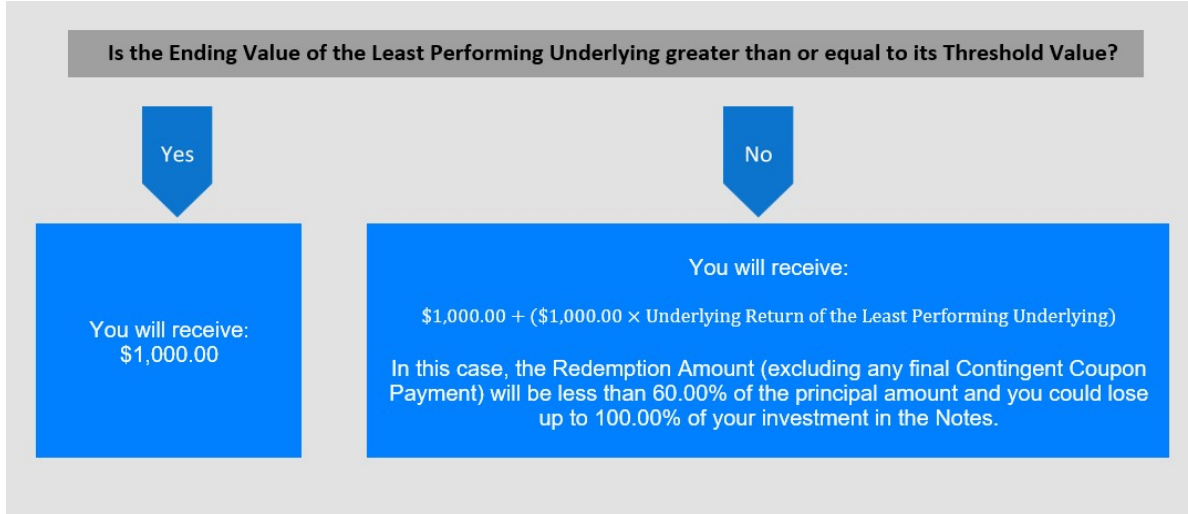 Is the Ending Value of the Least Performing Underlying greater than or equal to its Threshold Value?
Yes
No
You will receive:
$1,000.00
You will receive:
$1,000.00 + ($1,000.00 × Underlying Return of the Least Performing Underlying)
In this case, the Redemption Amount (excluding any final Contingent Coupon
Payment) will be less than 60.00% of the principal amount and you could lose
up to 100.00% of your investment in the Notes.